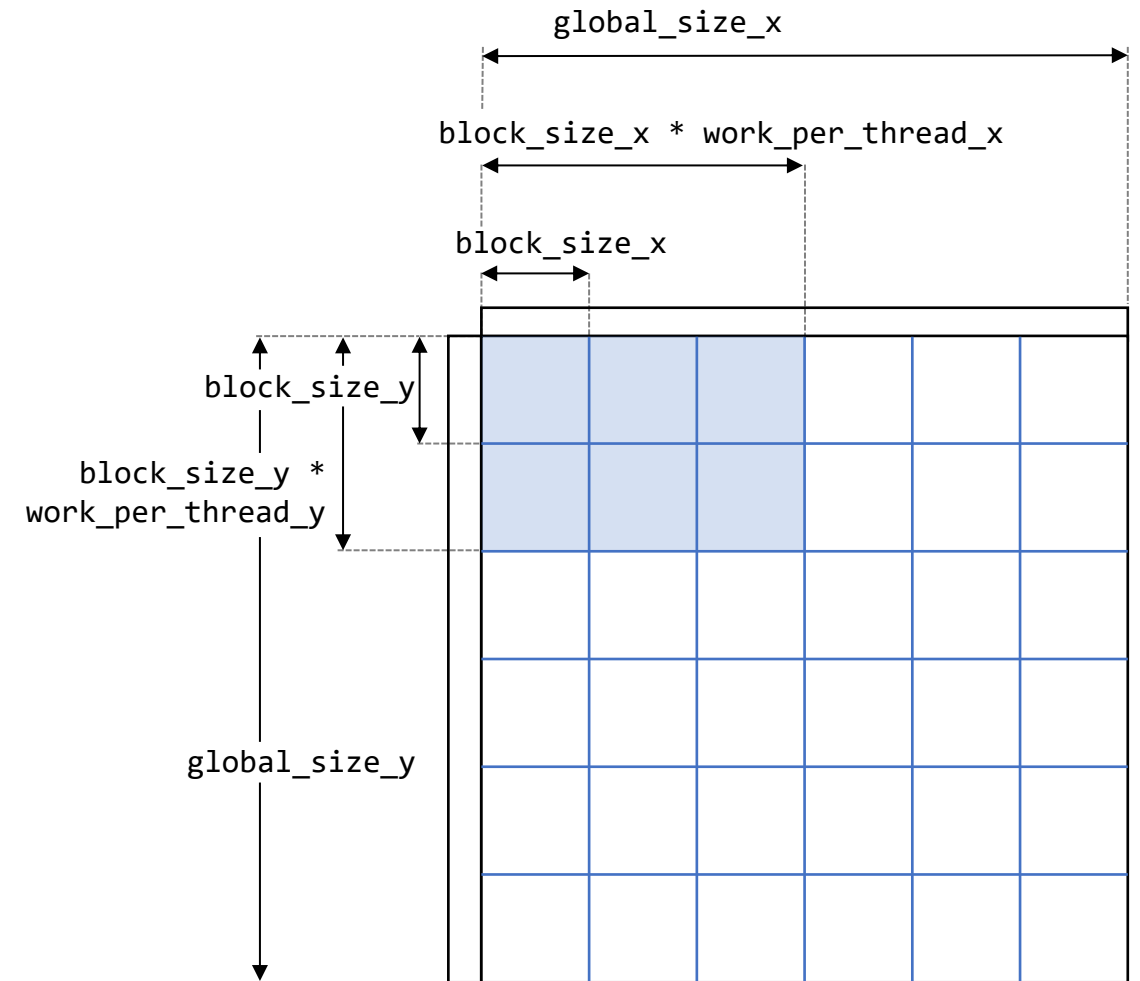 global_size_x
block_size_x * work_per_thread_x
block_size_x
block_size_y
block_size_y *
work_per_thread_y
global_size_y